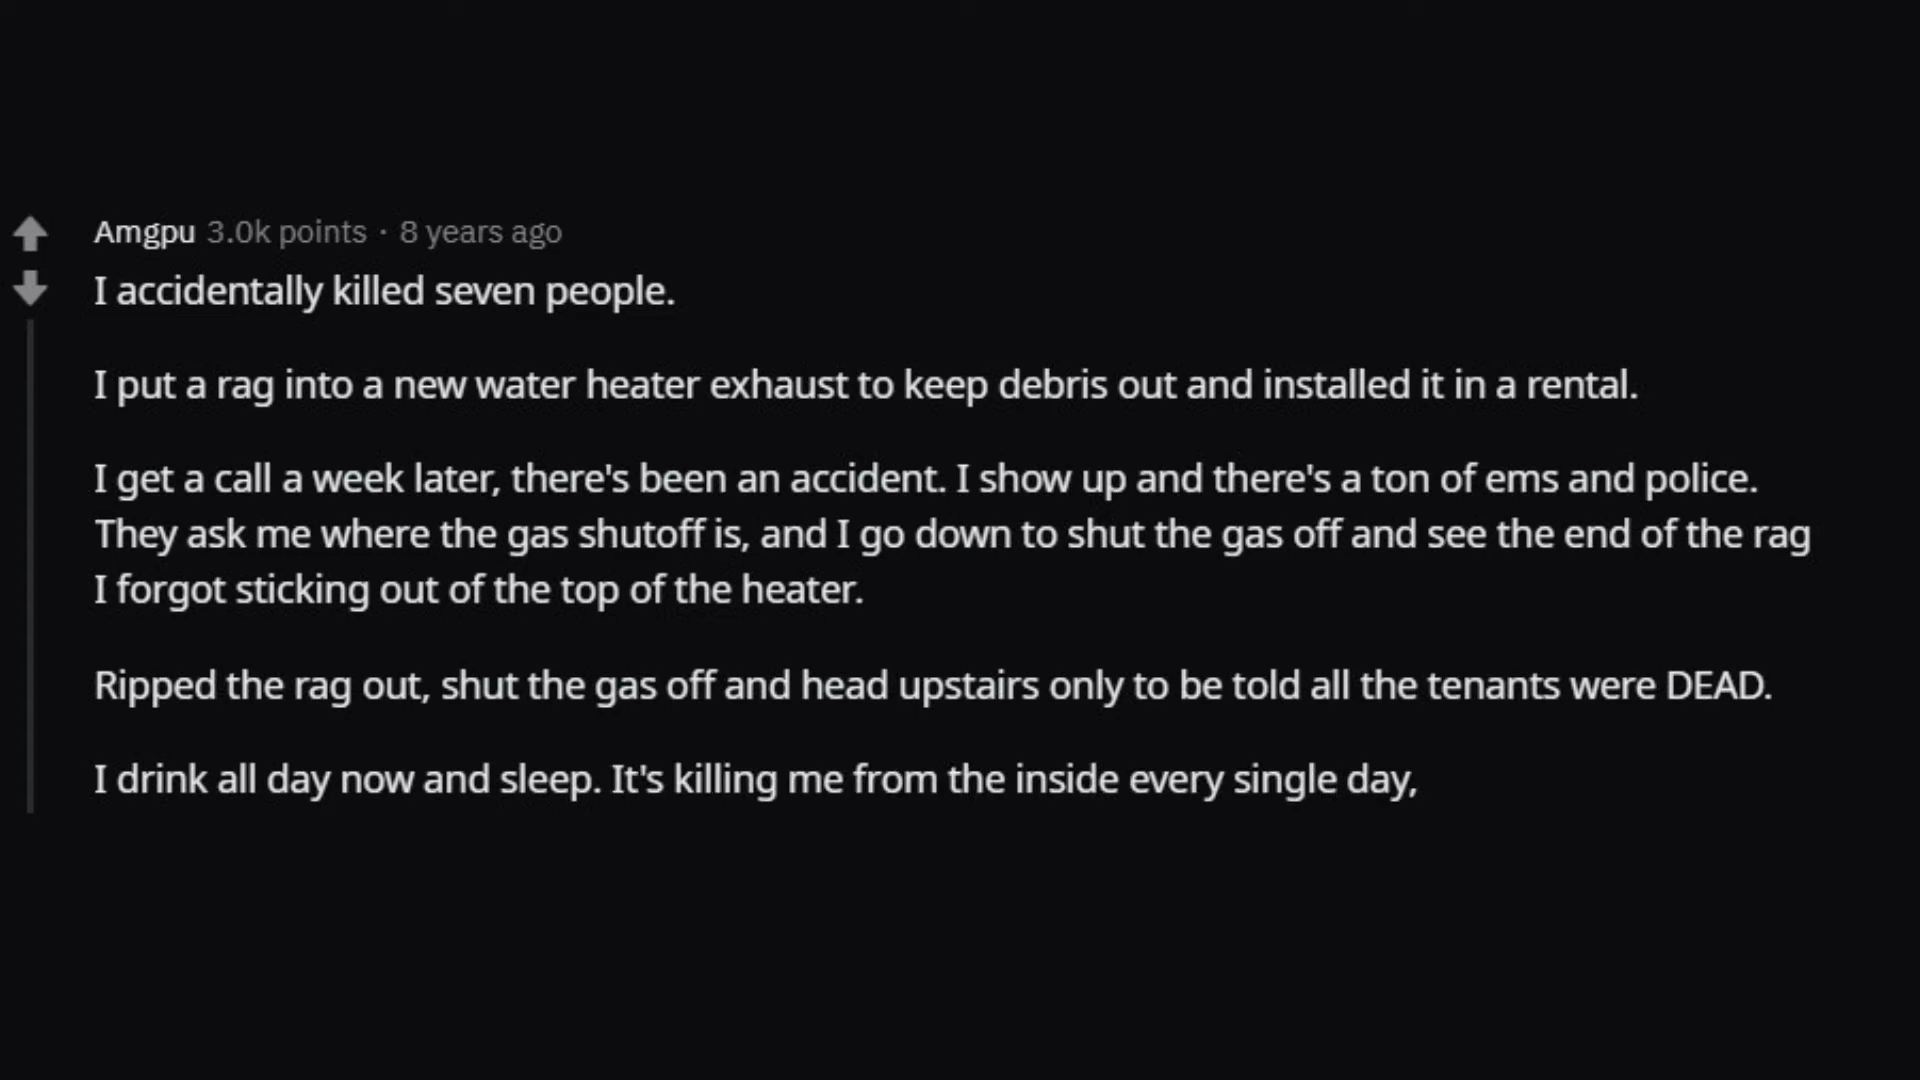 Amgpu 3.0k points · 8 years ago
I accidentally killed seven people.
I put a rag into a new water heater exhaust to keep debris out and installed it in a rental.
I get a call a week later, there's been an accident. I show up and there's a ton of ems and police.
They ask me where the gas shutoff is, and I go down to shut the gas off and see the end of the rag
I forgot sticking out of the top of the heater.
Ripped the rag out, shut the gas off and head upstairs only to be told all the tenants were DEAD.
I drink all day now and sleep. It's killing me from the inside every single day,